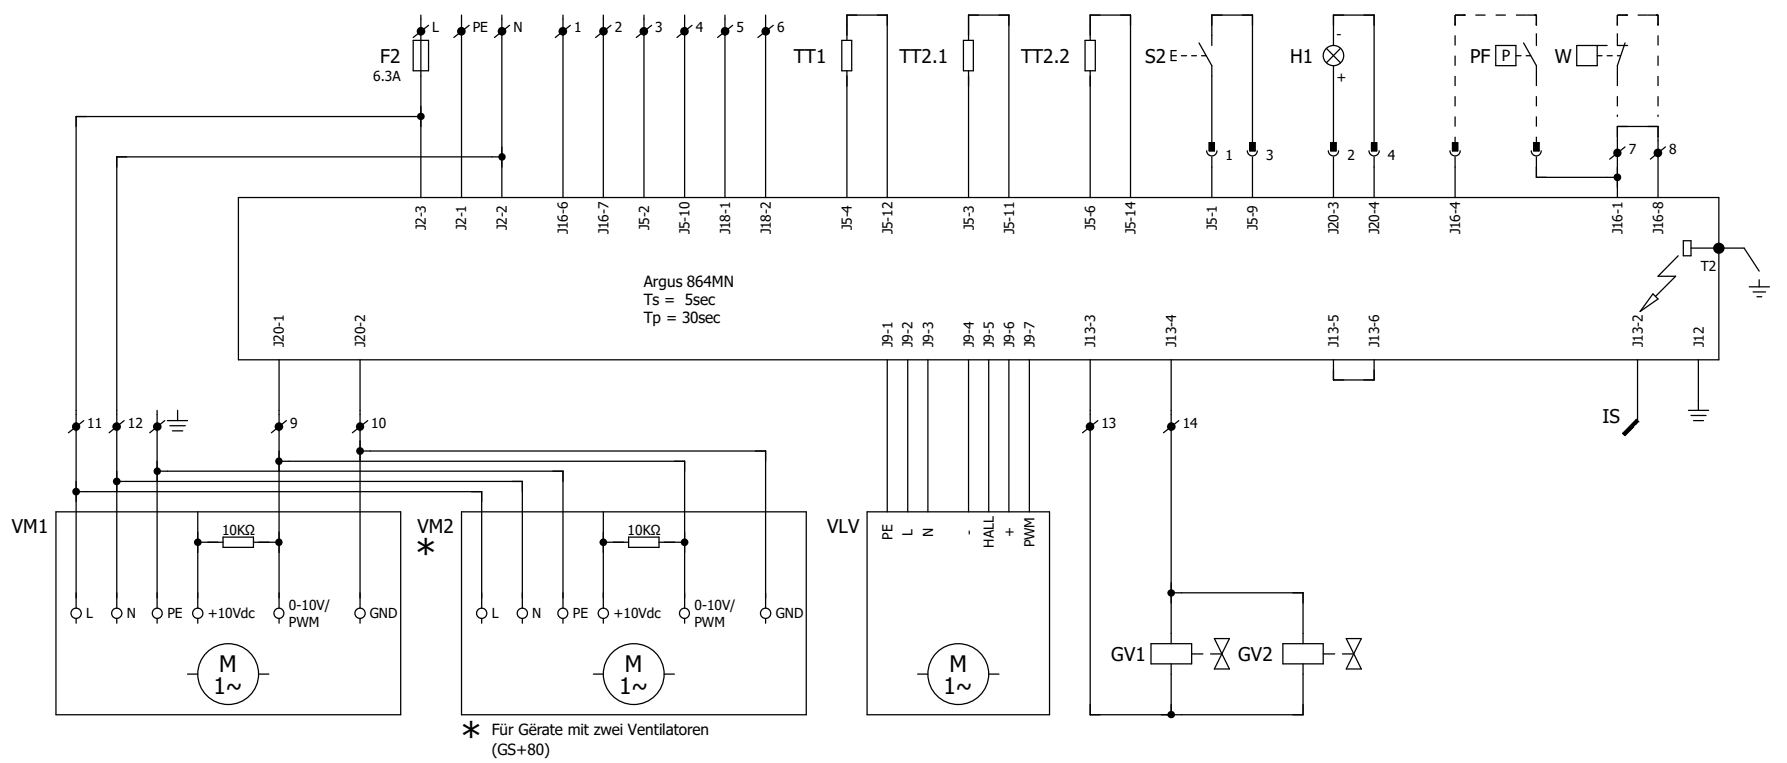 F2
6.3A
L
PE
N
1
2
3
4
5
6
TT1
TT2.1
TT2.2
S2
E
H1
-
+
PF
P
W
1
3
2
4
7
8
J2-3
J2-1
J2-2
J16-6
J16-7
J5-2
J5-10
J18-1
J18-2
J5-4
J5-12
J5-3
J5-11
J5-6
J5-14
J5-1
J5-9
J20-3
J20-4
J16-4
J16-1
J16-8
T2
Argus 864MN
Ts = 5sec
Tp = 30sec
J20-1
J20-2
J9-1
J9-2
J9-3
J9-4
J9-5
J9-6
J9-7
J13-3
J13-4
J13-5
J13-6
J13-2
J12
11
12
9
10
13
14
IS
VM1
10KΩ
L
N
PE
+10Vdc
0-10V/
PWM
GND
M
1~
VM2
*
10KΩ
L
N
PE
+10Vdc
0-10V/
PWM
GND
M
1~
VLV
PE
L
N
-
HALL
+
PWM
M
1~
GV1
GV2
* Für Gërate mit zwei Ventilatoren
(GS+80)